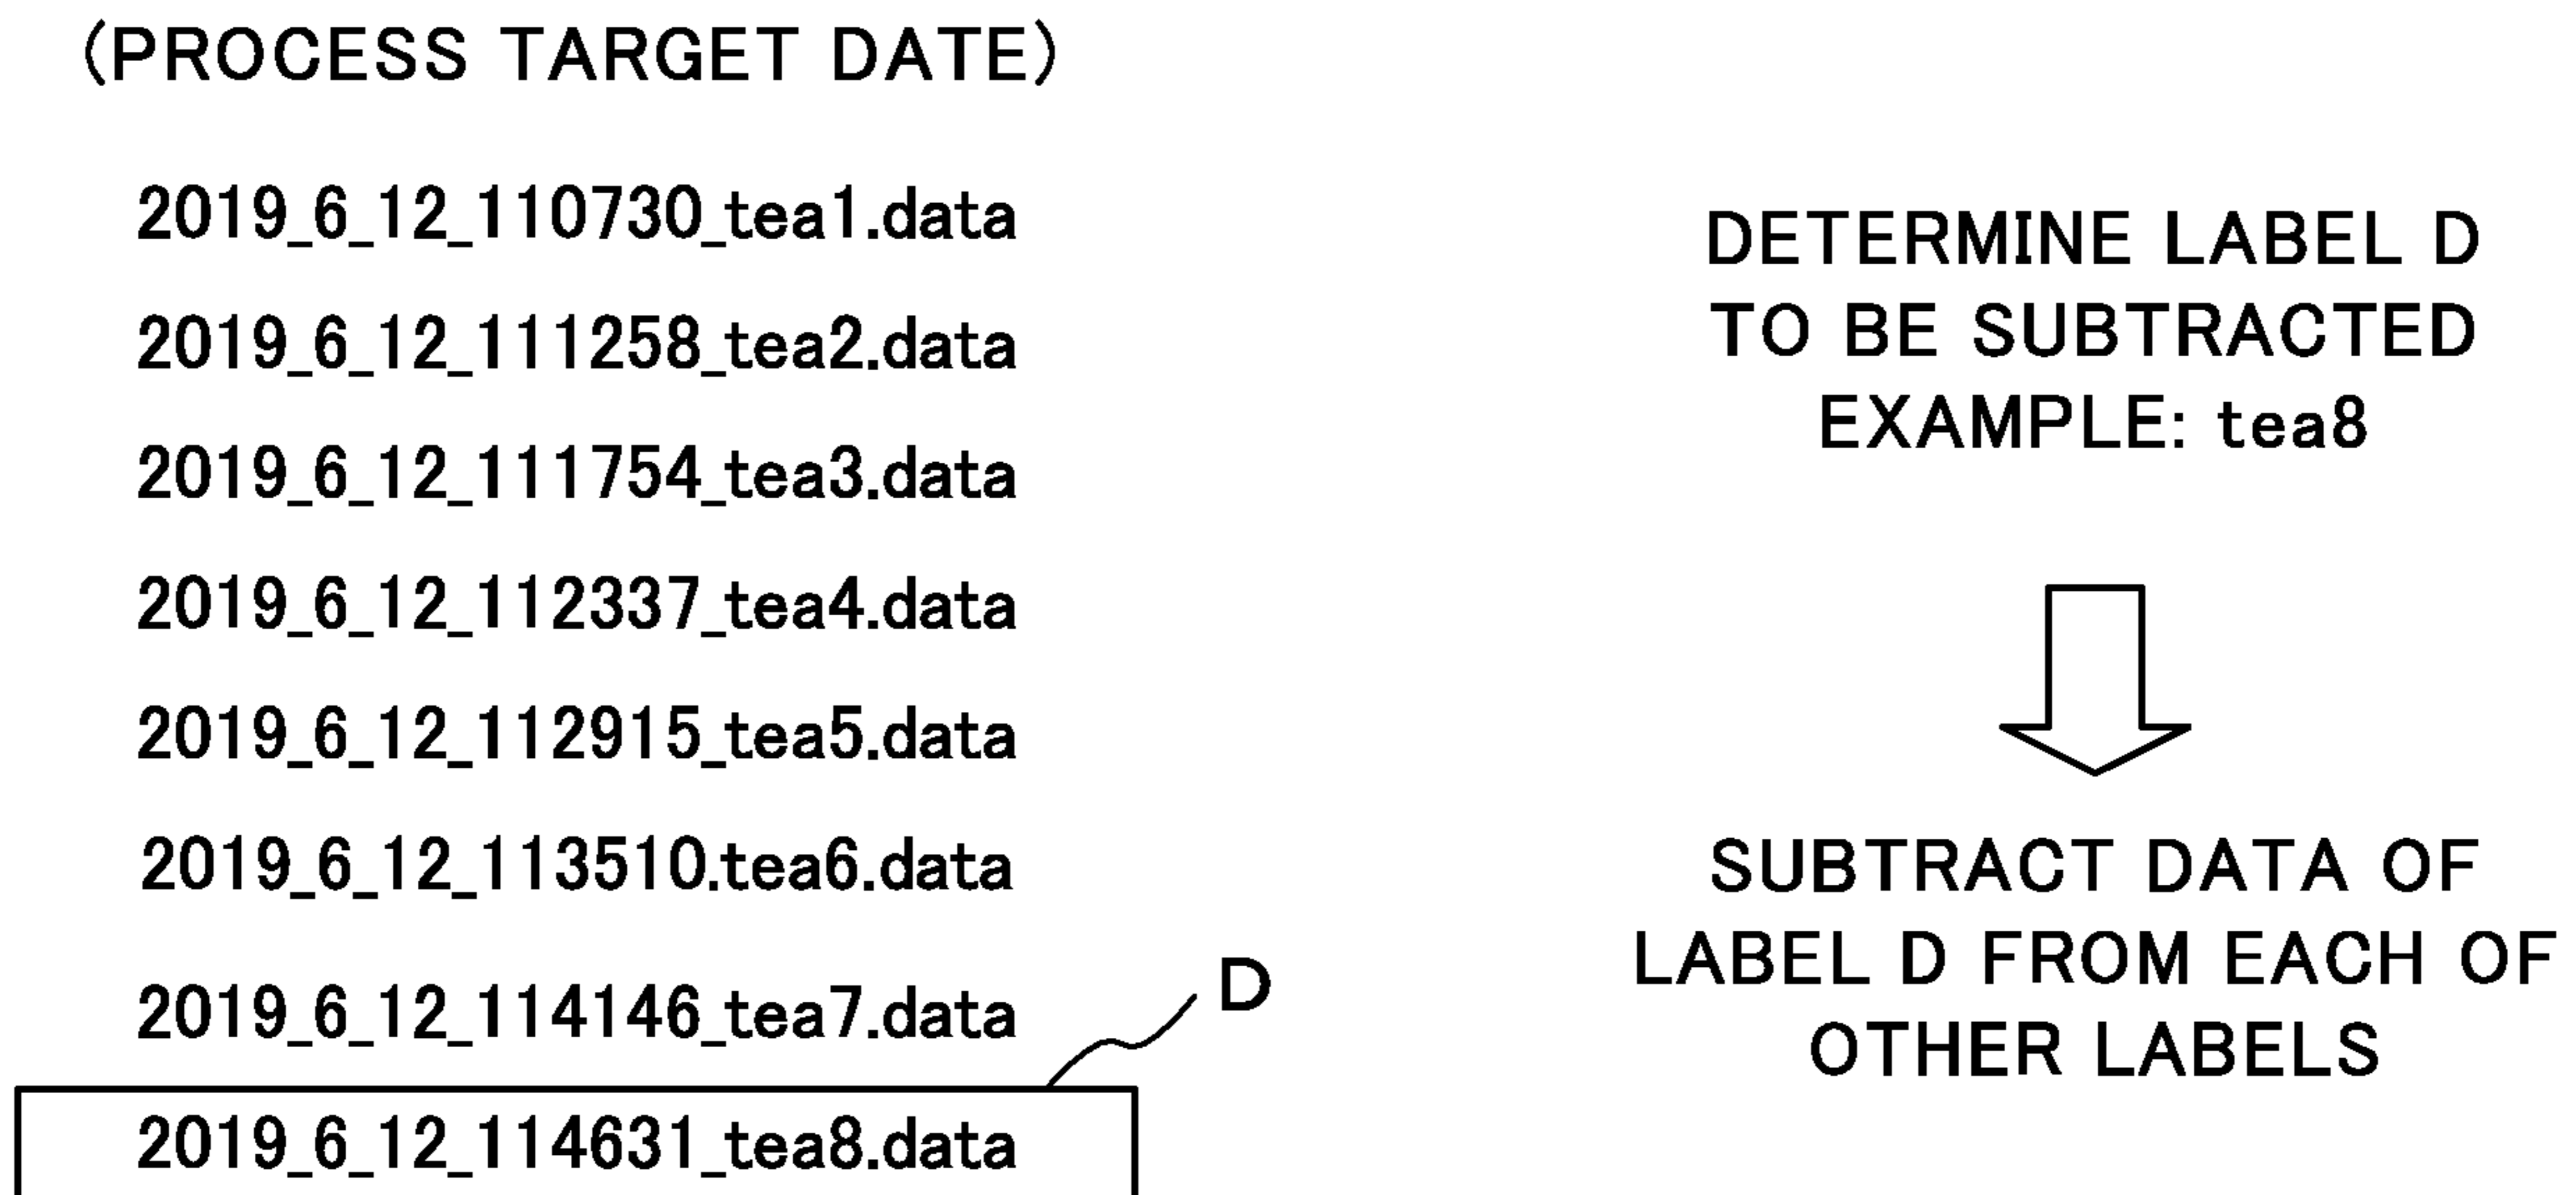 (PROCESS TARGET DATE)
2019_6_12_110730_tea1.data
2019_6_12_111258_tea2.data
2019_6_12_111754_tea3.data
2019_6_12_112337_tea4.data
2019_6_12_112915_tea5.data
2019_6_12_113510.tea6.data
2019_6_12_114146_tea7.data
D
2019_6_12_114631_tea8.data
DETERMINE LABEL D
TO BE SUBTRACTED
EXAMPLE: tea8
SUBTRACT DATA OF
LABEL D FROM EACH OF
OTHER LABELS